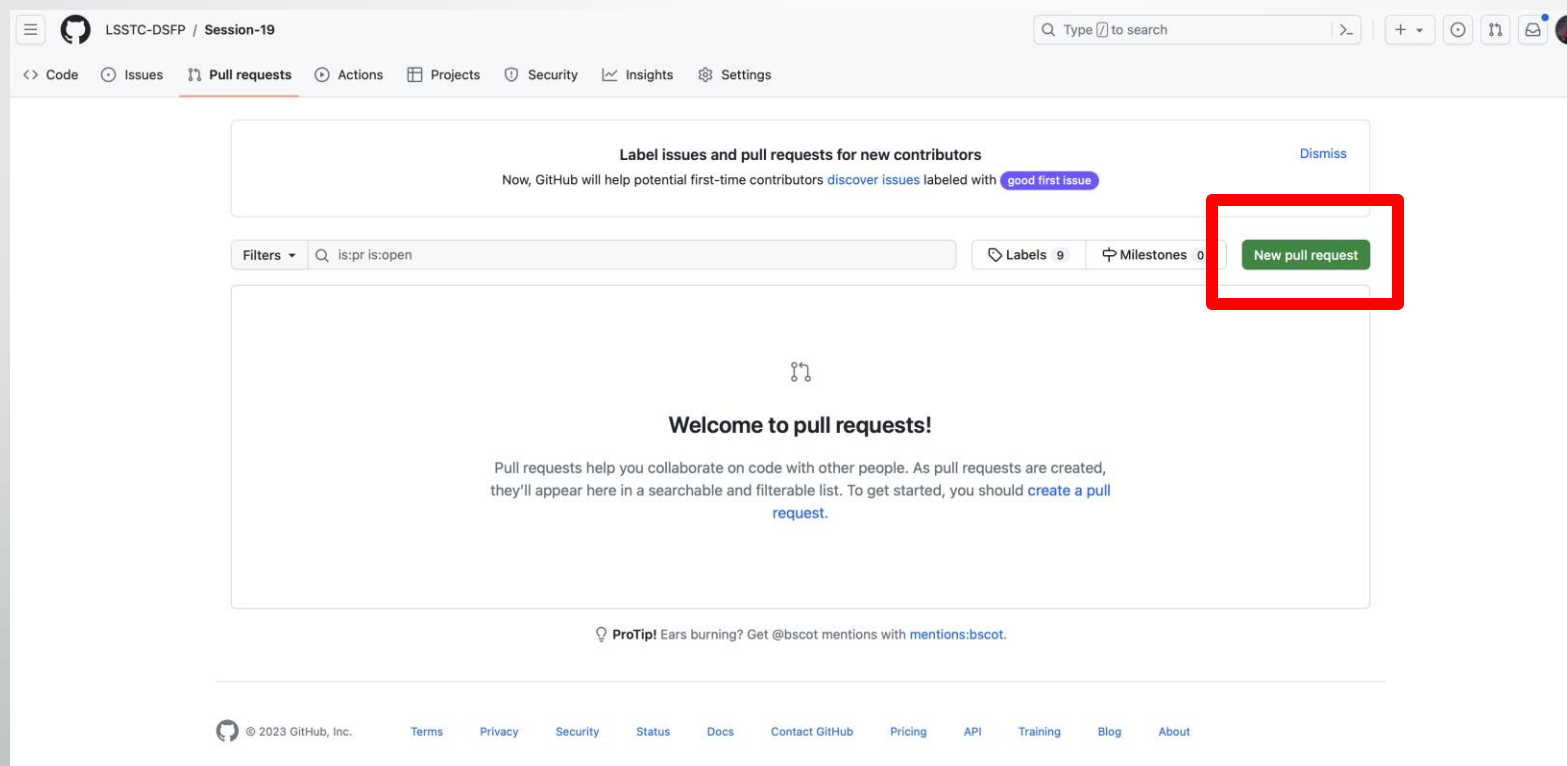 LSSTC-DSFP / Session-19
Type / to search
Code Issues Pull requests Actions Projects Security Insights Settings
Label issues and pull requests for new contributors
Dismiss
Now, GitHub will help potential first-time contributors discover issues labeled with good first issue
Filters is:pr is:open Labels 9 Milestones 0 New pull request
Welcome to pull requests!
Pull requests help you collaborate on code with other people. As pull requests are created,
they’ll appear here in a searchable and filterable list. To get started, you should create a pull
request.
ProTip! Ears burning? Get @bscot mentions with mentions:bscot.
© 2023 GitHub, Inc. Terms Privacy Security Status Docs Contact GitHub Pricing API Training Blog About